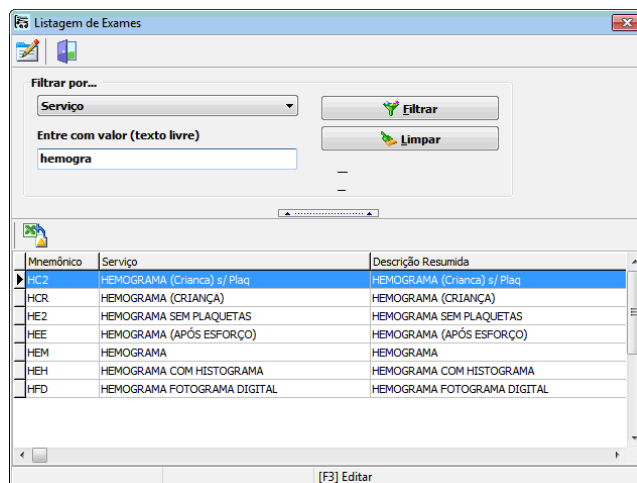 Listagem de Exames
Filtrar por...
Serviço
Filtrar
Entre com valor (texto livre)
Limpar
hemogra
Mnemônico Serviço Descrição Resumida
HC2 HEMOGRAMA (Crianca) s/ Plaq HEMOGRAMA (Crianca) s/ Plaq
HCR HEMOGRAMA (CRIANÇA) HEMOGRAMA (CRIANÇA)
HE2 HEMOGRAMA SEM PLAQUETAS HEMOGRAMA SEM PLAQUETAS
HEE HEMOGRAMA (APÓS ESFORÇO) HEMOGRAMA (APÓS ESFORÇO)
HEM HEMOGRAMA HEMOGRAMA
HEH HEMOGRAMA COM HISTOGRAMA HEMOGRAMA COM HISTOGRAMA
HFD HEMOGRAMA FOTOGRAMA DIGITAL HEMOGRAMA FOTOGRAMA DIGITAL
[F3] Editar